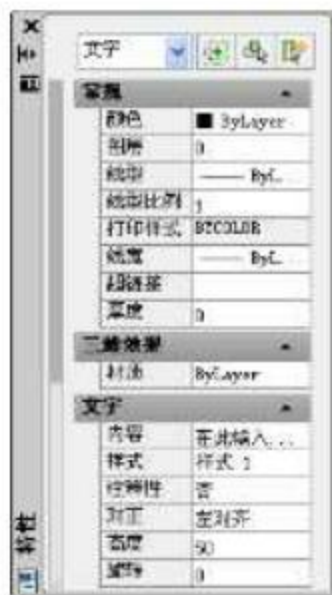 文字
常规
颜色 ByLayer
图层 0
线型 ByL...
线型比例 1
打印样式 BYCOLOR
线宽 ByL...
超链接
厚度 0
三维效果
材质 ByLayer
文字
内容 在此输入...
样式 样式 1
注释性 否
对正 左对齐
高度 50
旋转 0
特性